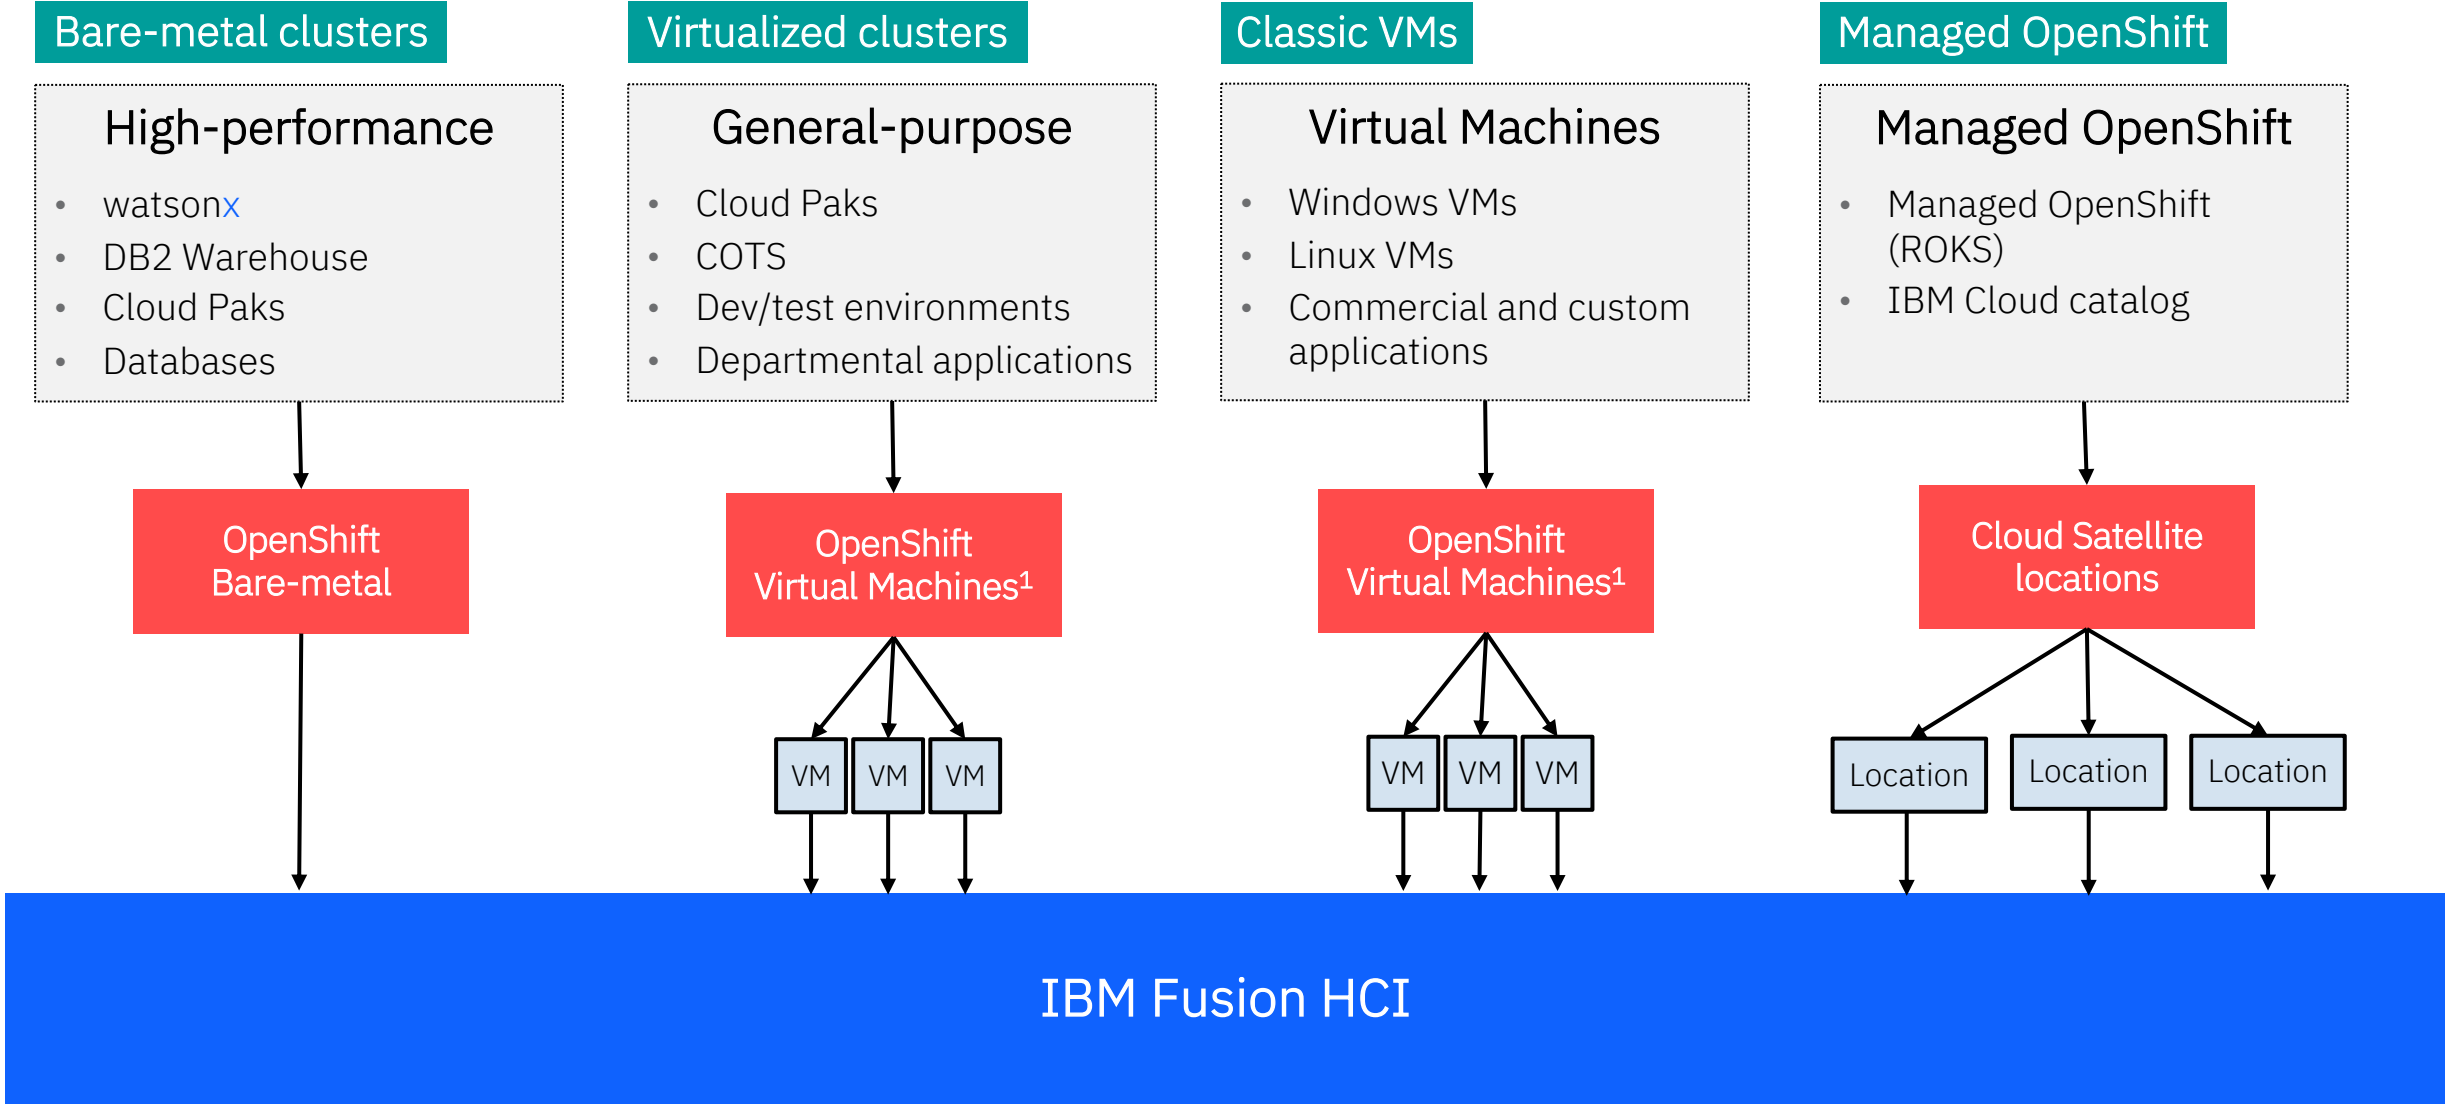 Bare-metal clusters
High-performance
• watsonx
• DB2 Warehouse
• Cloud Paks
• Databases
OpenShift
Bare-metal
Virtualized clusters
General-purpose
• Cloud Paks
• COTS
• Dev/test environments
• Departmental applications
OpenShift
Virtual Machines¹
VM
VM
VM
Classic VMs
Virtual Machines
• Windows VMs
• Linux VMs
• Commercial and custom
applications
OpenShift
Virtual Machines¹
VM
VM
VM
Managed OpenShift
Managed OpenShift
• Managed OpenShift
(ROKS)
• IBM Cloud catalog
Cloud Satellite
locations
Location
Location
Location
IBM Fusion HCI